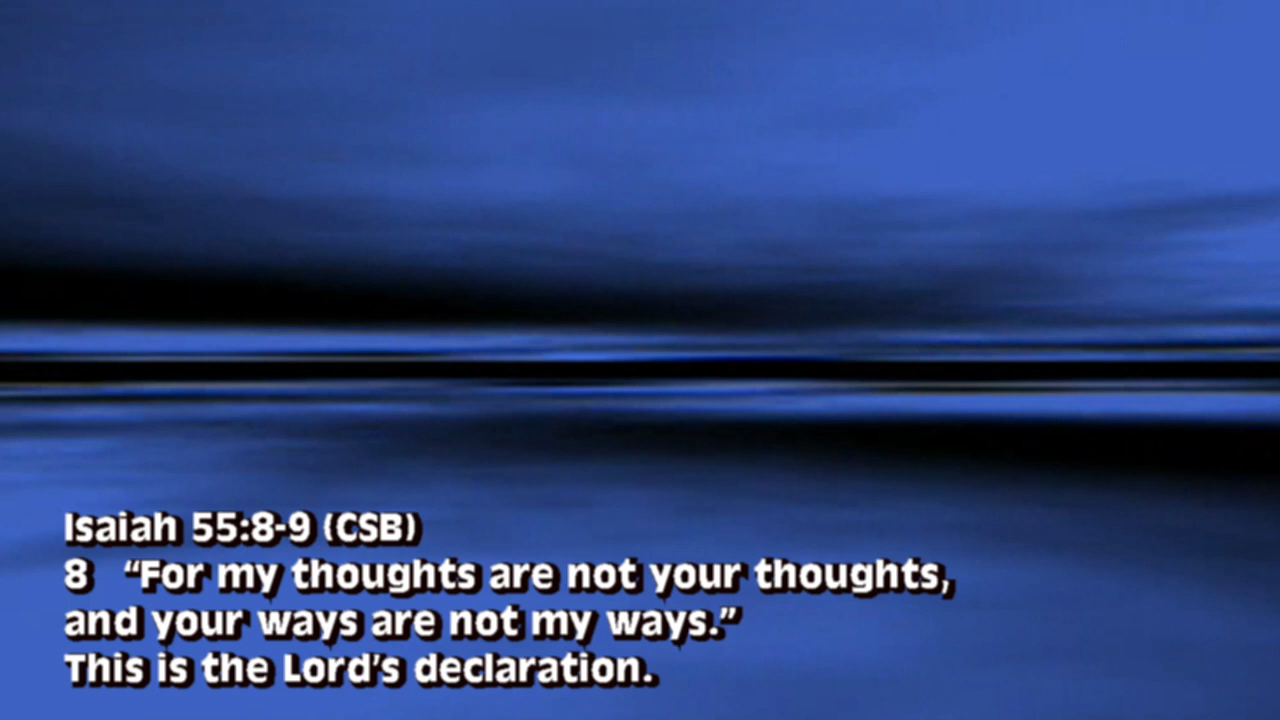 Isaiah 55:8-9 (CSB)
8 “For my thoughts are not your thoughts,
and your ways are not my ways.”
This is the Lord’s declaration.